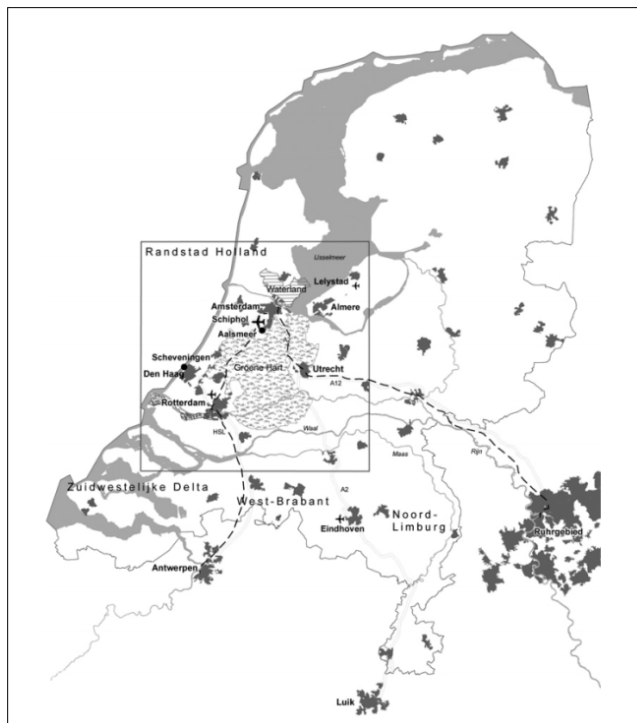 Randstad Holland
IJsselmeer
Lelystad
Waterland
Amsterdam
Almere
Schiphol
Aalsmeer
Scheveningen
A4
Groene Hart
Utrecht
Den Haag
A12
Rotterdam
HSL
Waal
Maas
Rijn
Zuidwestelijke Delta
West-Brabant
A2
Noord-
Limburg
Eindhoven
Ruhrgebied
Antwerpen
Luik